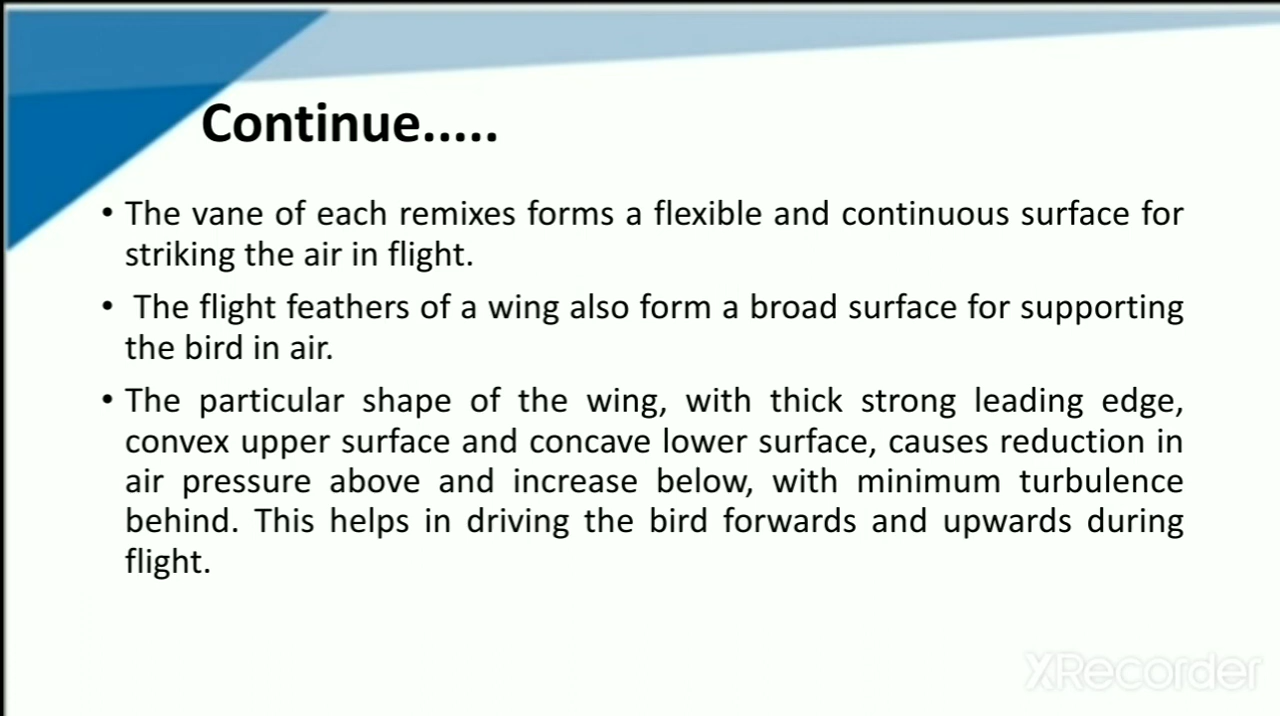 Continue.....
• The vane of each remixes forms a flexible and continuous surface for
striking the air in flight.
• The flight feathers of a wing also form a broad surface for supporting
the bird in air.
• The particular shape of the wing, with thick strong leading edge,
convex upper surface and concave lower surface, causes reduction in
air pressure above and increase below, with minimum turbulence
behind. This helps in driving the bird forwards and upwards during
flight.
XRecorder